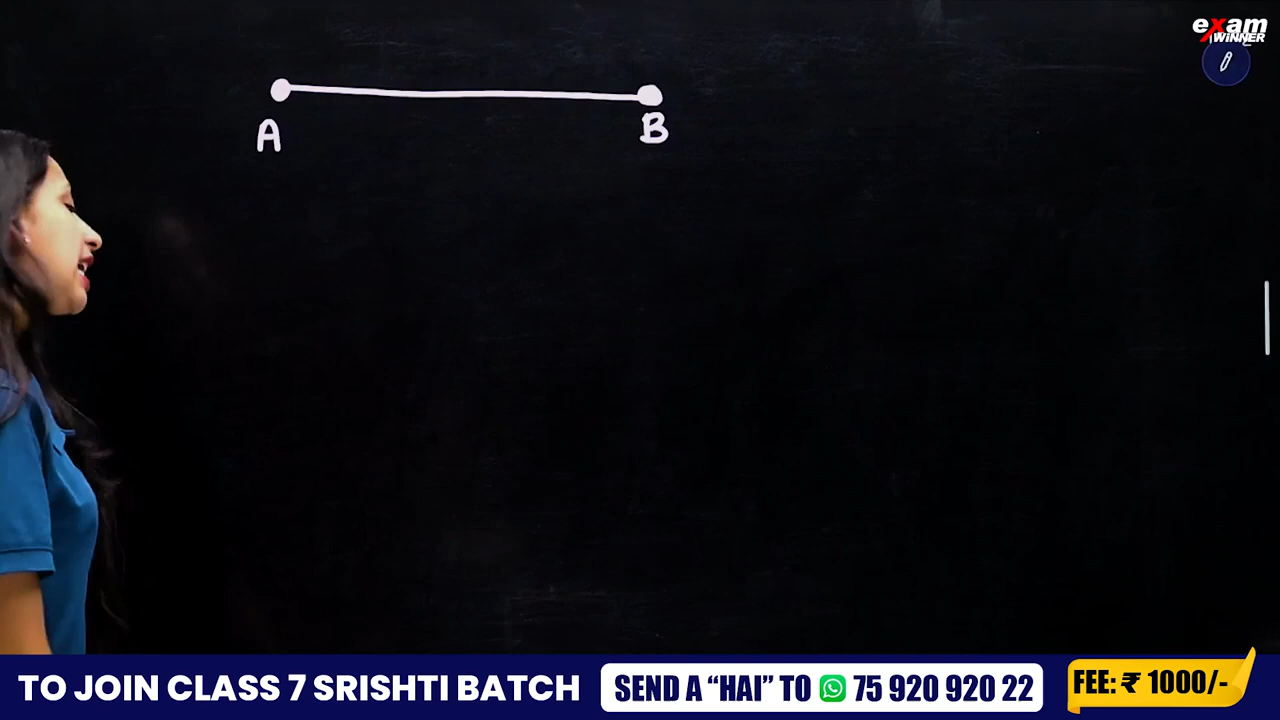 exam
WINNER
A
B
TO JOIN CLASS 7 SRISHTI BATCH
SEND A “HAI” TO 75 920 920 22
FEE: ₹ 1000/-